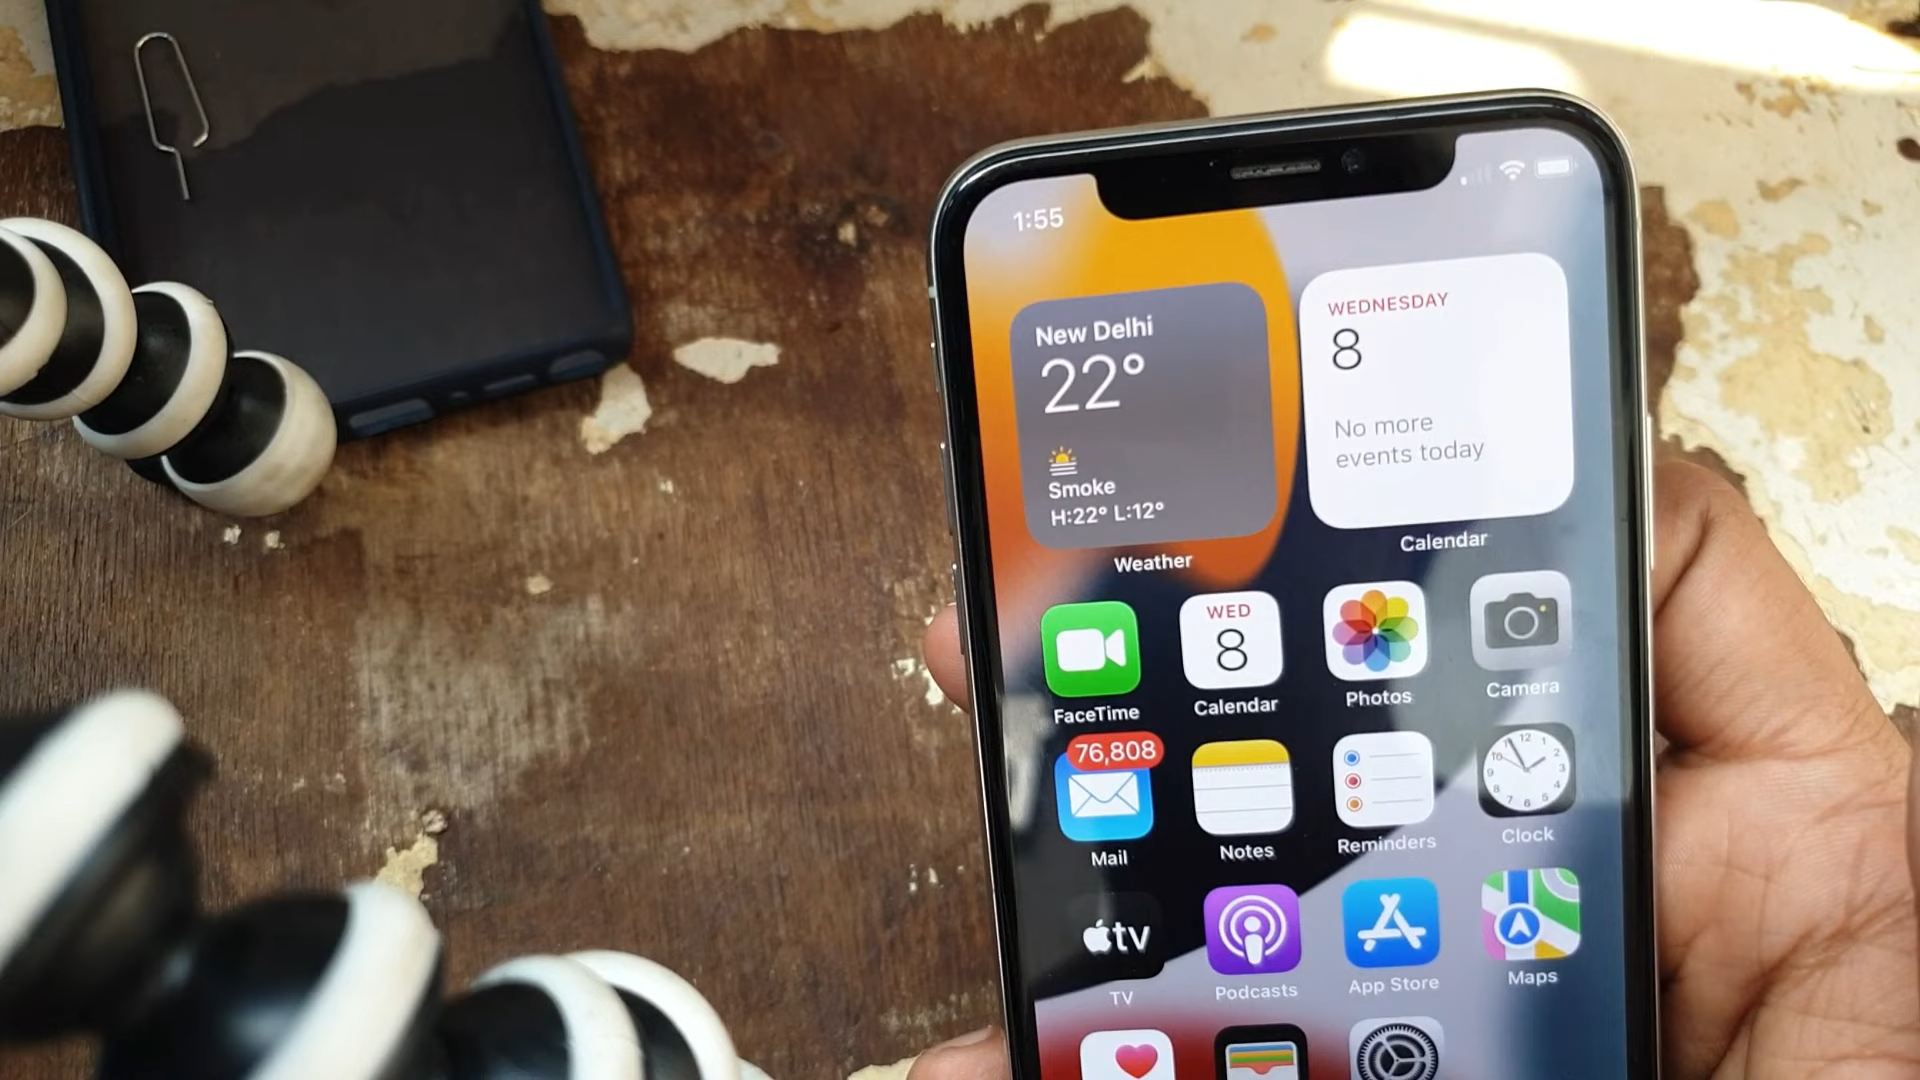 1:55
New Delhi
22°
Smoke
H:22° L:12°
Weather
WEDNESDAY
8
No more
events today
Calendar
FaceTime
WED
8
Calendar
Photos
Camera
76,808
Mail
Notes
Reminders
Clock
tv
TV
Podcasts
App Store
Maps